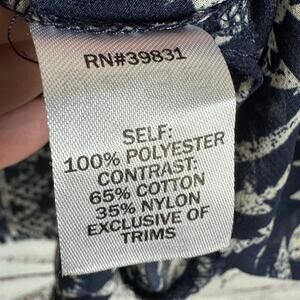 RN#39831
SELF:
100% POLYESTER
CONTRAST:
65% COTTON
35% NYLON
EXCLUSIVE OF
TRIMS